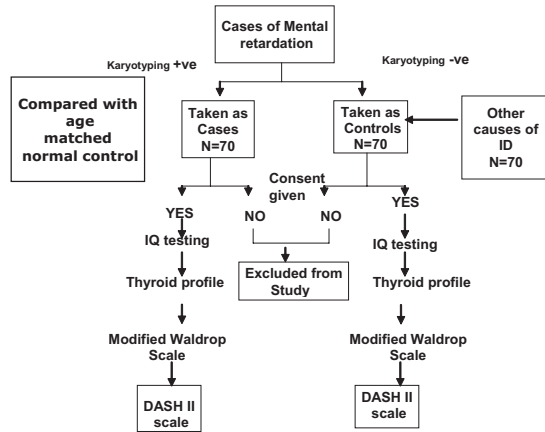 Cases of Mental
retardation
Karyotyping +ve
Karyotyping -ve
Compared with
age
matched
normal control
Taken as
Cases
N=70
Taken as
Controls
N=70
Other
causes of
ID
N=70
Consent
given
YES
NO
NO
YES
IQ testing
IQ testing
Excluded from
Study
Thyroid profile
Thyroid profile
Modified Waldrop
Scale
Modified Waldrop
Scale
DASH II
scale
DASH II
scale